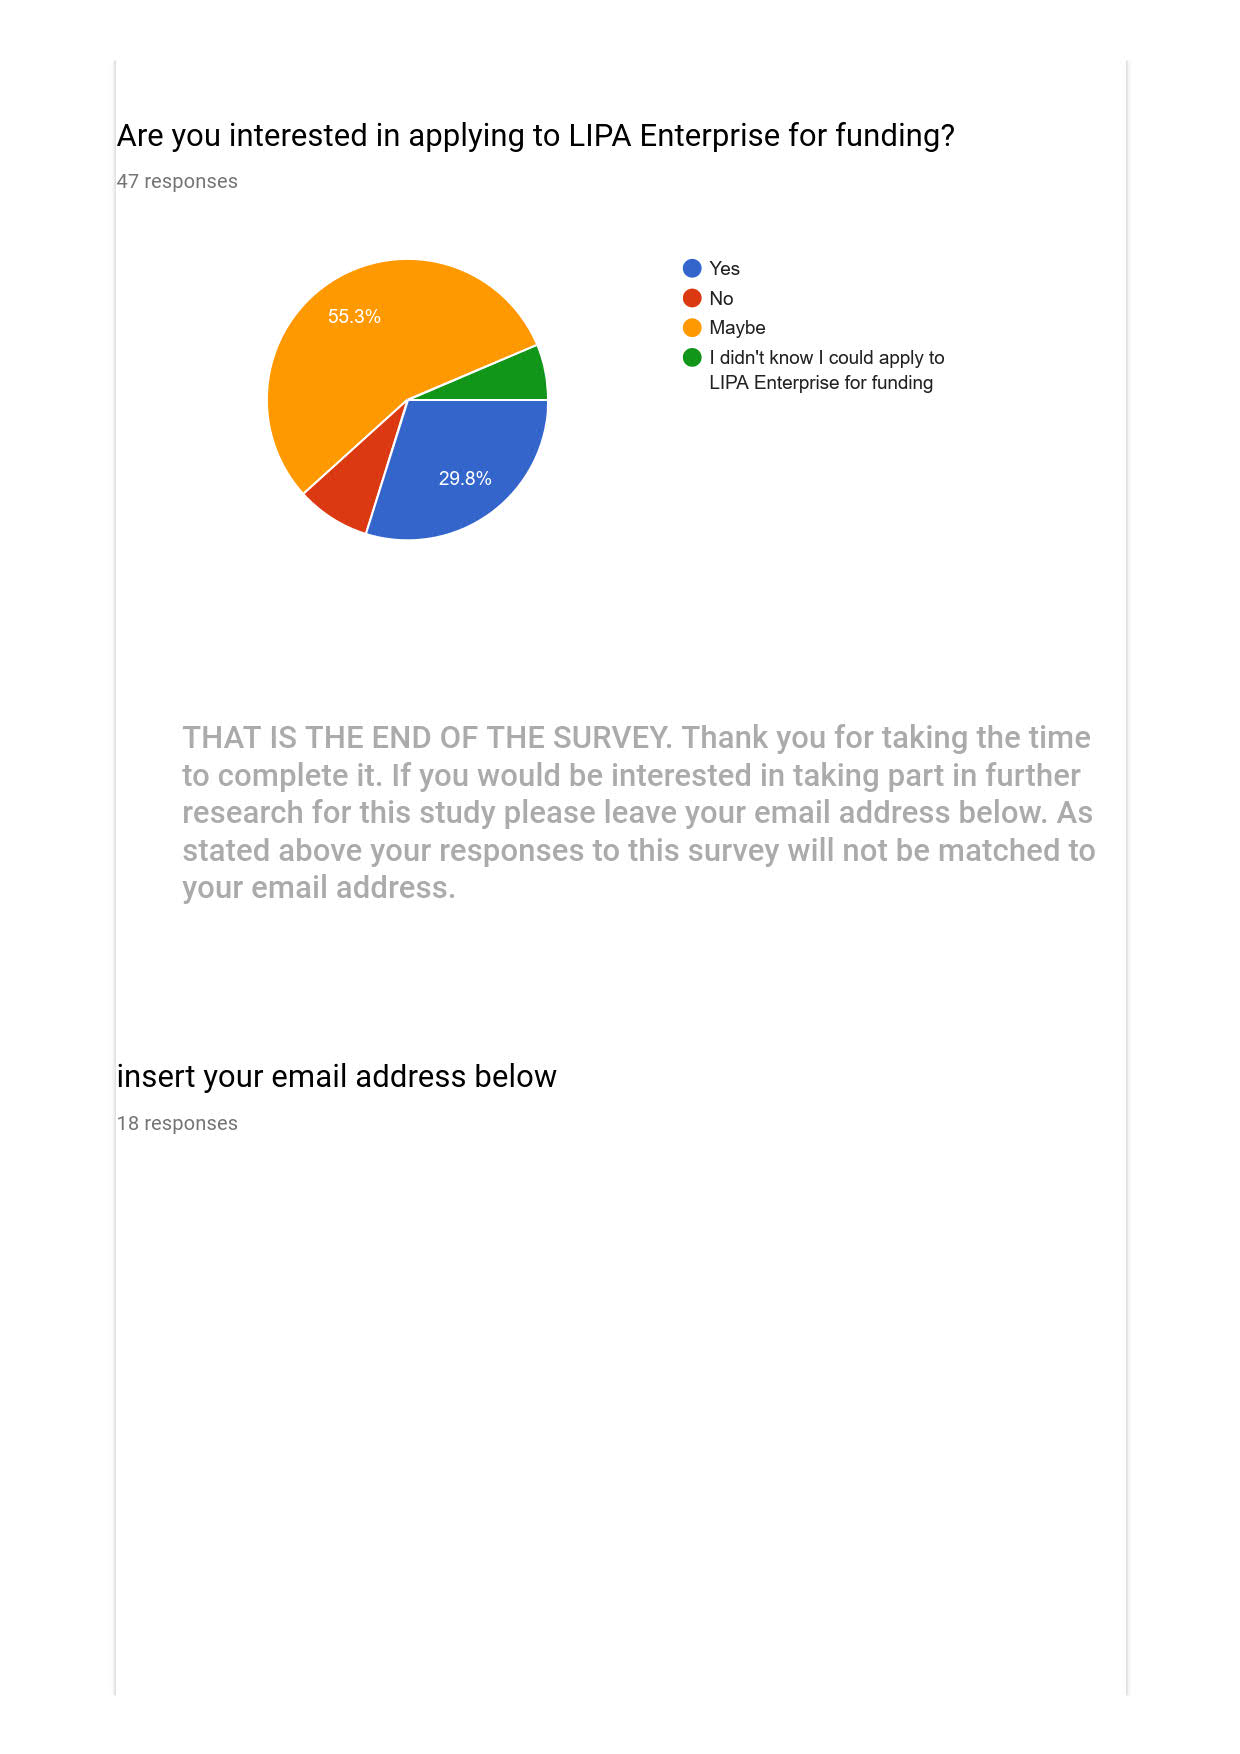 Are you interested in applying to LIPA Enterprise for funding?
47 responses
Yes
No
Maybe
I didn't know I could apply to
LIPA Enterprise for funding
55.3%
29.8%
THAT IS THE END OF THE SURVEY. Thank you for taking the time
to complete it. If you would be interested in taking part in further
research for this study please leave your email address below. As
stated above your responses to this survey will not be matched to
your email address.
insert your email address below
18 responses